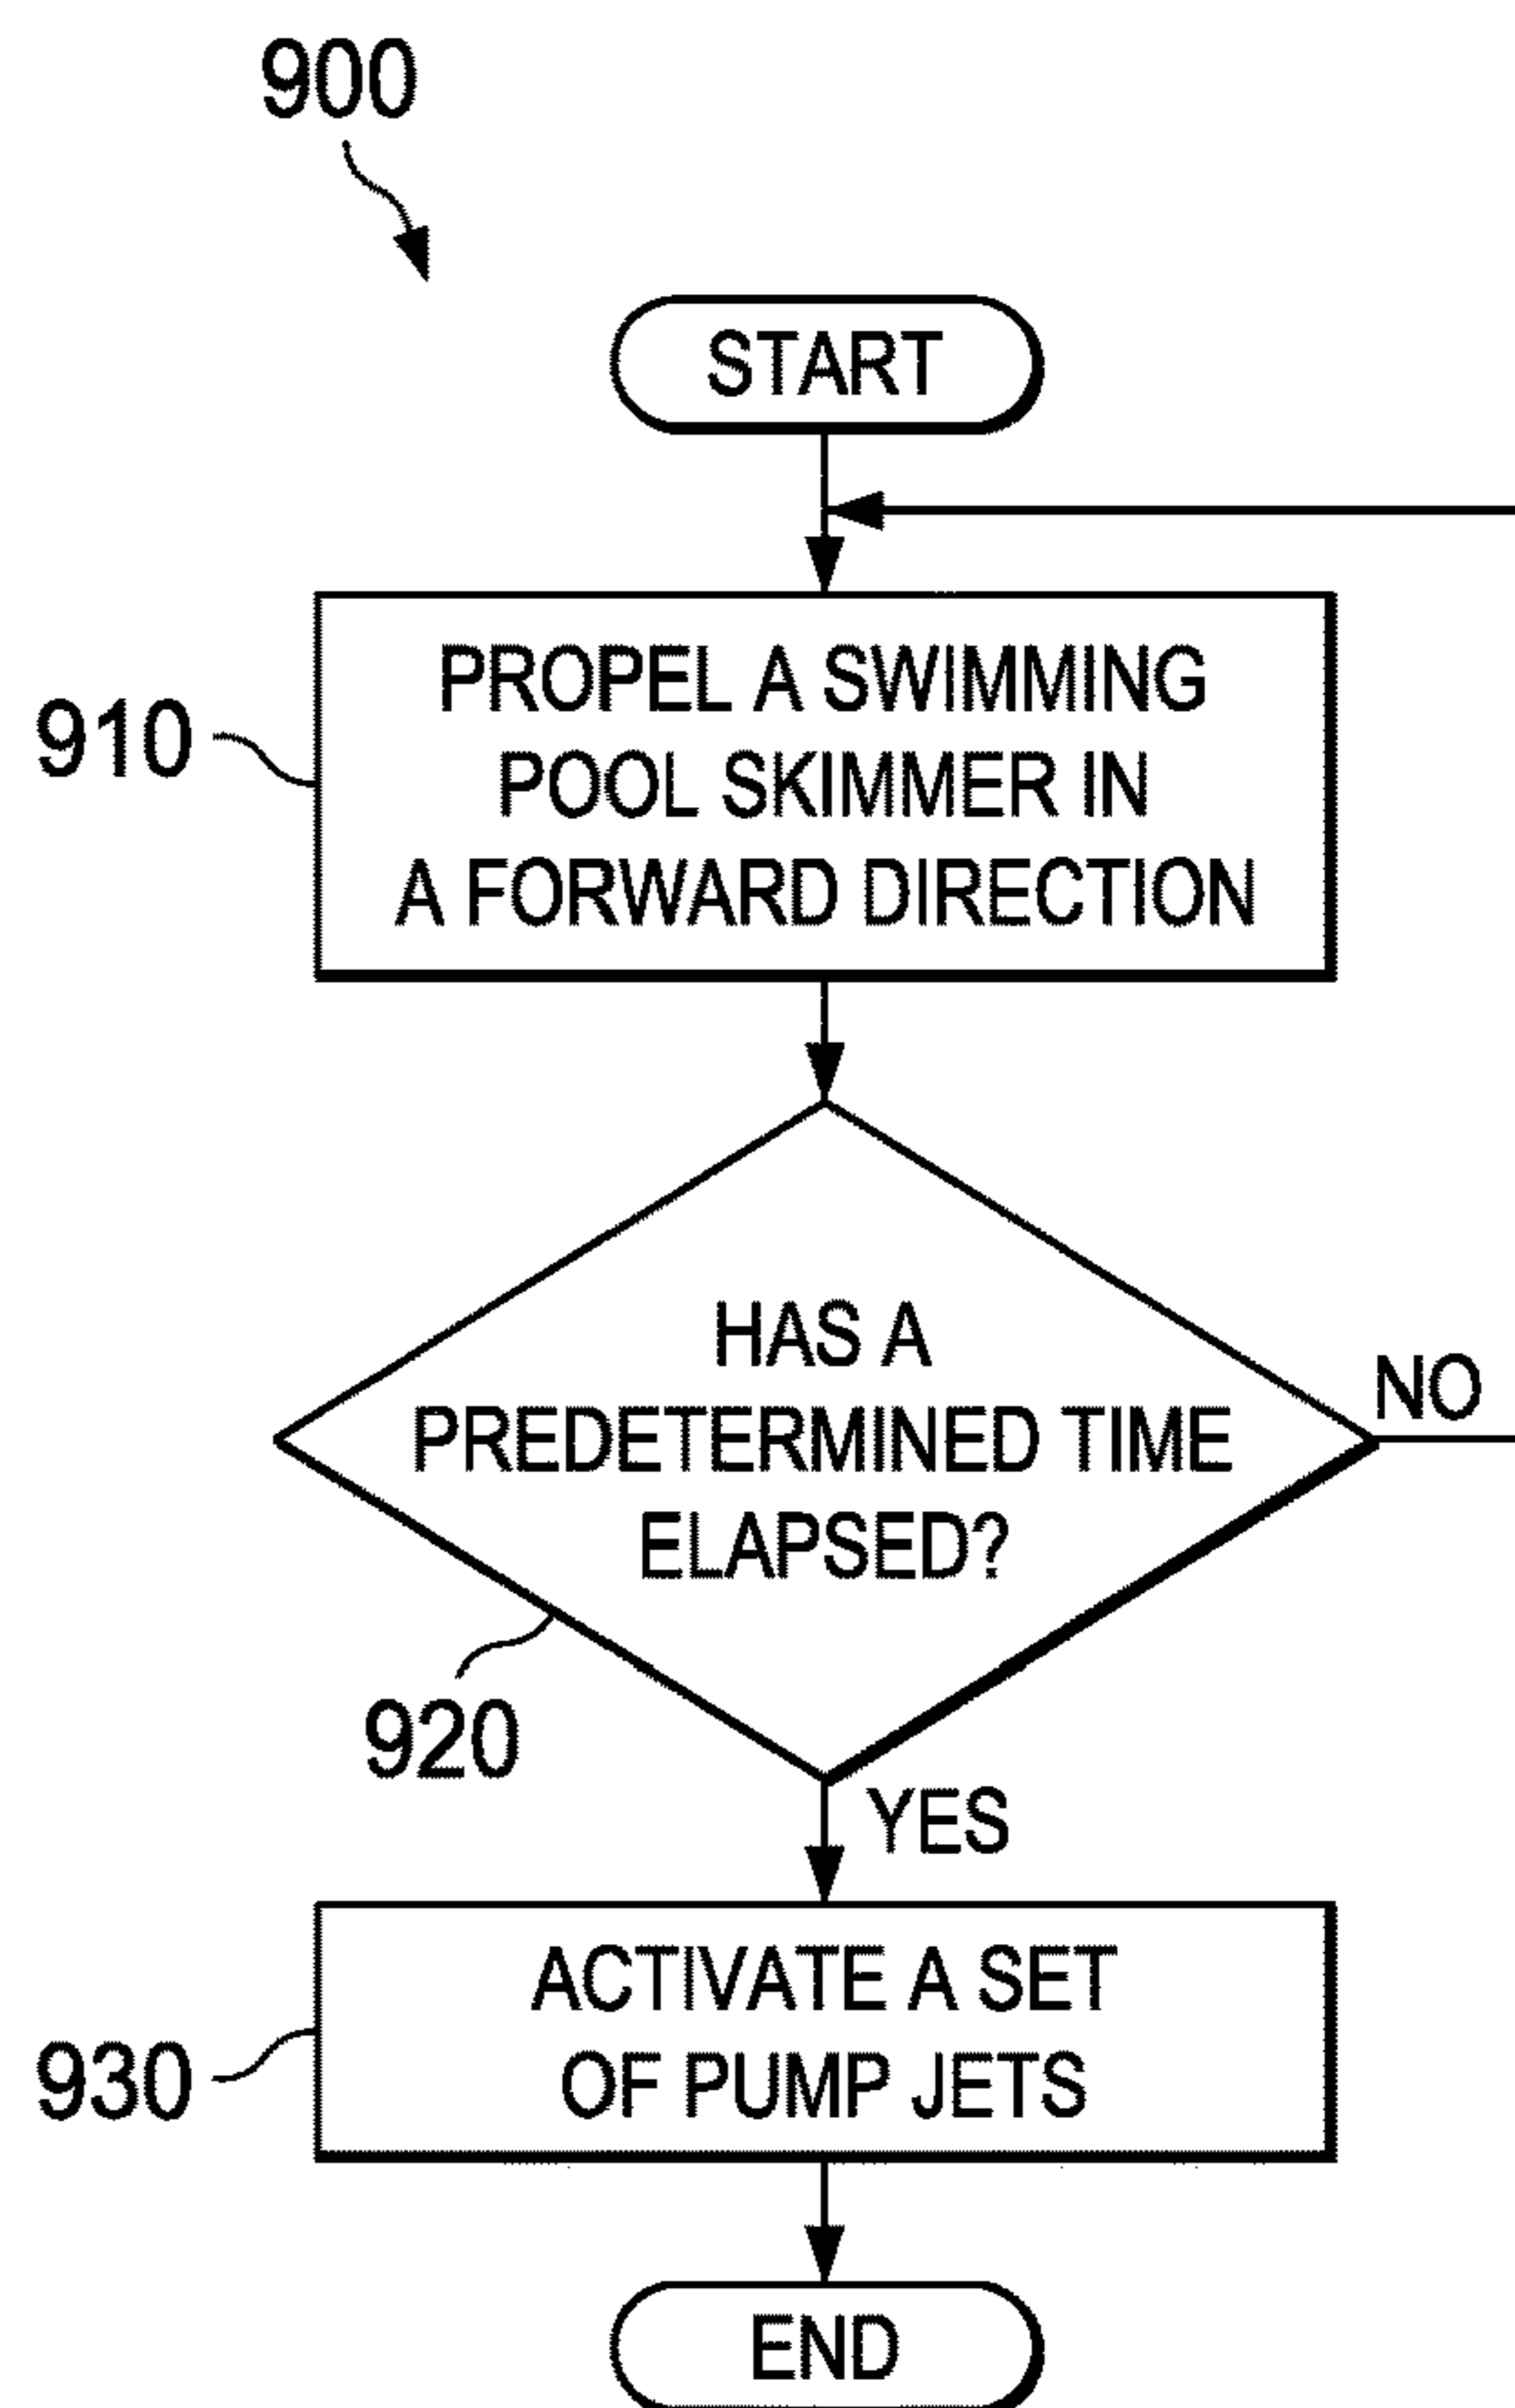 900
START
PROPEL A SWIMMING
POOL SKIMMER IN
A FORWARD DIRECTION
910
HAS A
PREDETERMINED TIME
ELAPSED?
NO
920
YES
ACTIVATE A SET
OF PUMP JETS
930
END